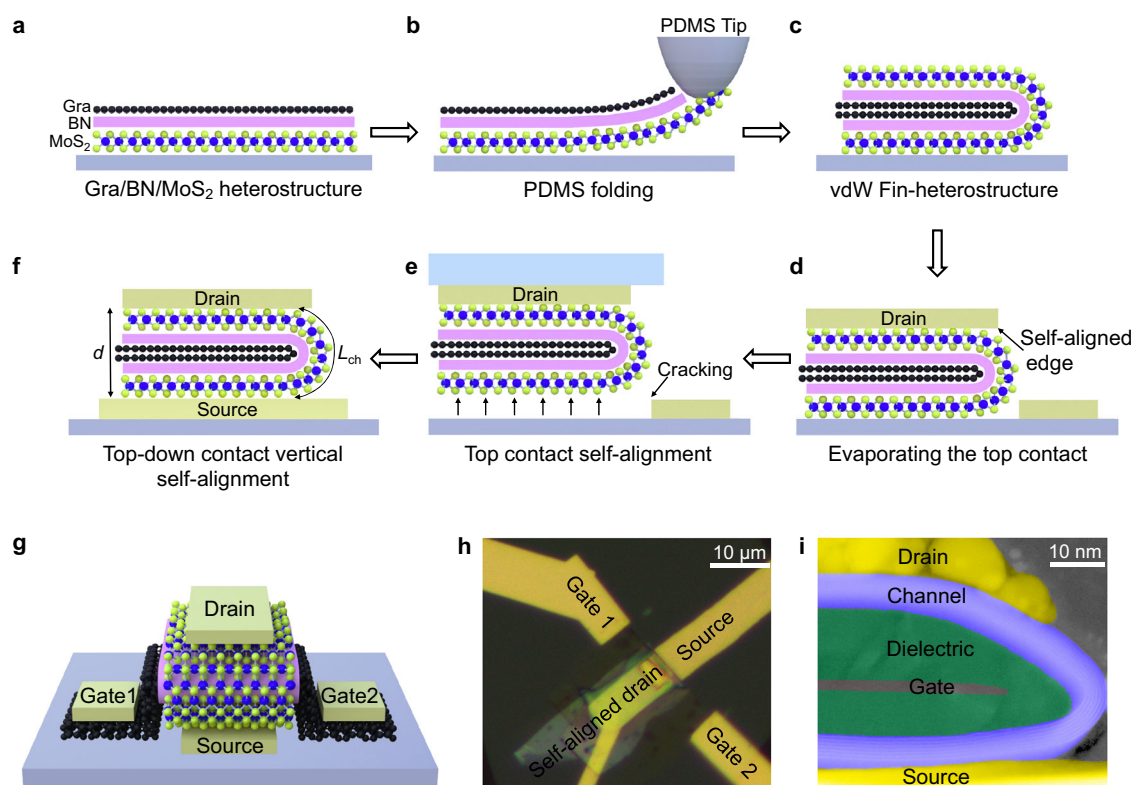 a
b
c
PDMS Tip
Gra
BN
MoS₂
Gra/BN/MoS₂ heterostructure
PDMS folding
vdW Fin-heterostructure
f
e
d
Drain
d
L_ch
Source
Top-down contact vertical
self-alignment
Drain
Cracking
Top contact self-alignment
Drain
Self-aligned
edge
Evaporating the top contact
g
h
i
Drain
Gate1
Gate2
Source
10 µm
Gate 1
Source
Self-aligned drain
Gate 2
10 nm
Drain
Channel
Dielectric
Gate
Source